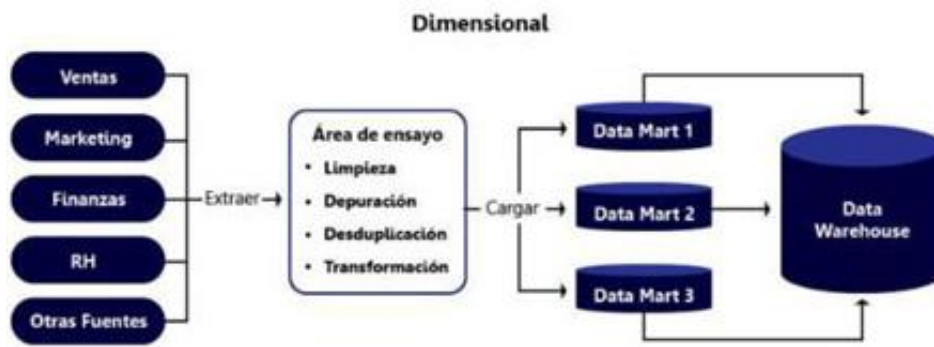 Dimensional
Ventas
Marketing
Finanzas
RH
Otras Fuentes
Extraer
Área de ensayo
• Limpieza
• Depuración
• Desduplicación
• Transformación
Cargar
Data Mart 1
Data Mart 2
Data Mart 3
Data
Warehouse